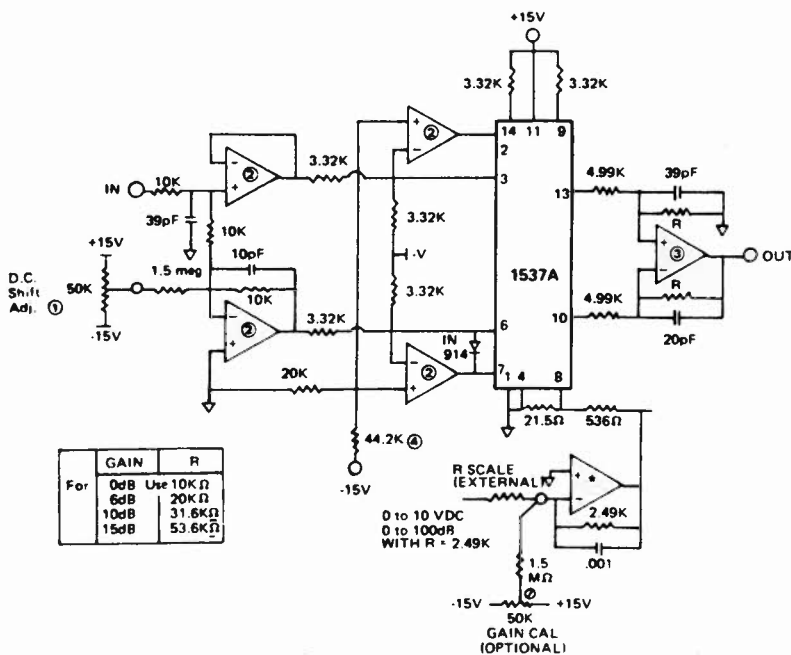 +15V
3.32K
3.32K
14
11
9
2
3
13
10
6
7
1
4
8
1537A
IN
10K
39pF
10K
+15V
D.C.
Shift
Adj. ①
50K
-15V
1.5 meg
10pF
10K
②
②
②
②
3.32K
3.32K
3.32K
3.32K
-V
20K
44.2K ④
-15V
IN
914
4.99K
4.99K
39pF
R
③
OUT
R
20pF
21.5Ω
536Ω
R SCALE
(EXTERNAL)
*
2.49K
.001
0 to 10 VDC
0 to 100dB
WITH R = 2.49K
1.5
MΩ
-15V
+15V
50K
GAIN CAL
(OPTIONAL)
GAIN R
For 0dB Use 10KΩ
6dB 20KΩ
10dB 31.6KΩ
15dB 53.6KΩ